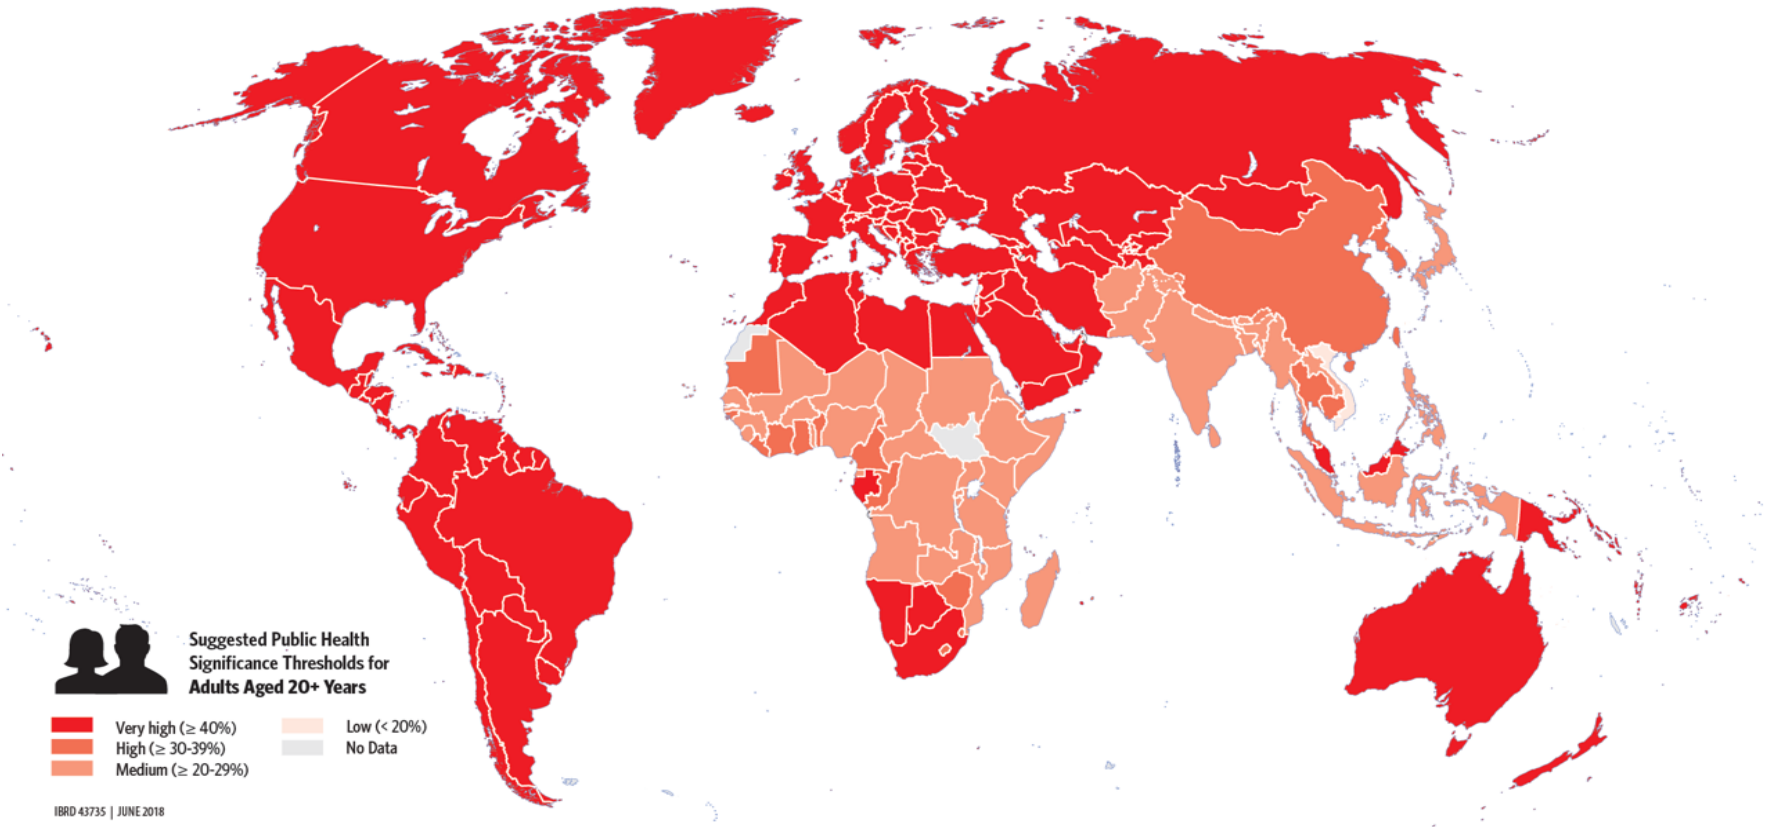 Suggested Public Health
Significance Thresholds for
Adults Aged 20+ Years
Very high (≥ 40%)
High (≥ 30-39%)
Medium (≥ 20-29%)
Low (< 20%)
No Data
IBRD 43735 | JUNE 2018